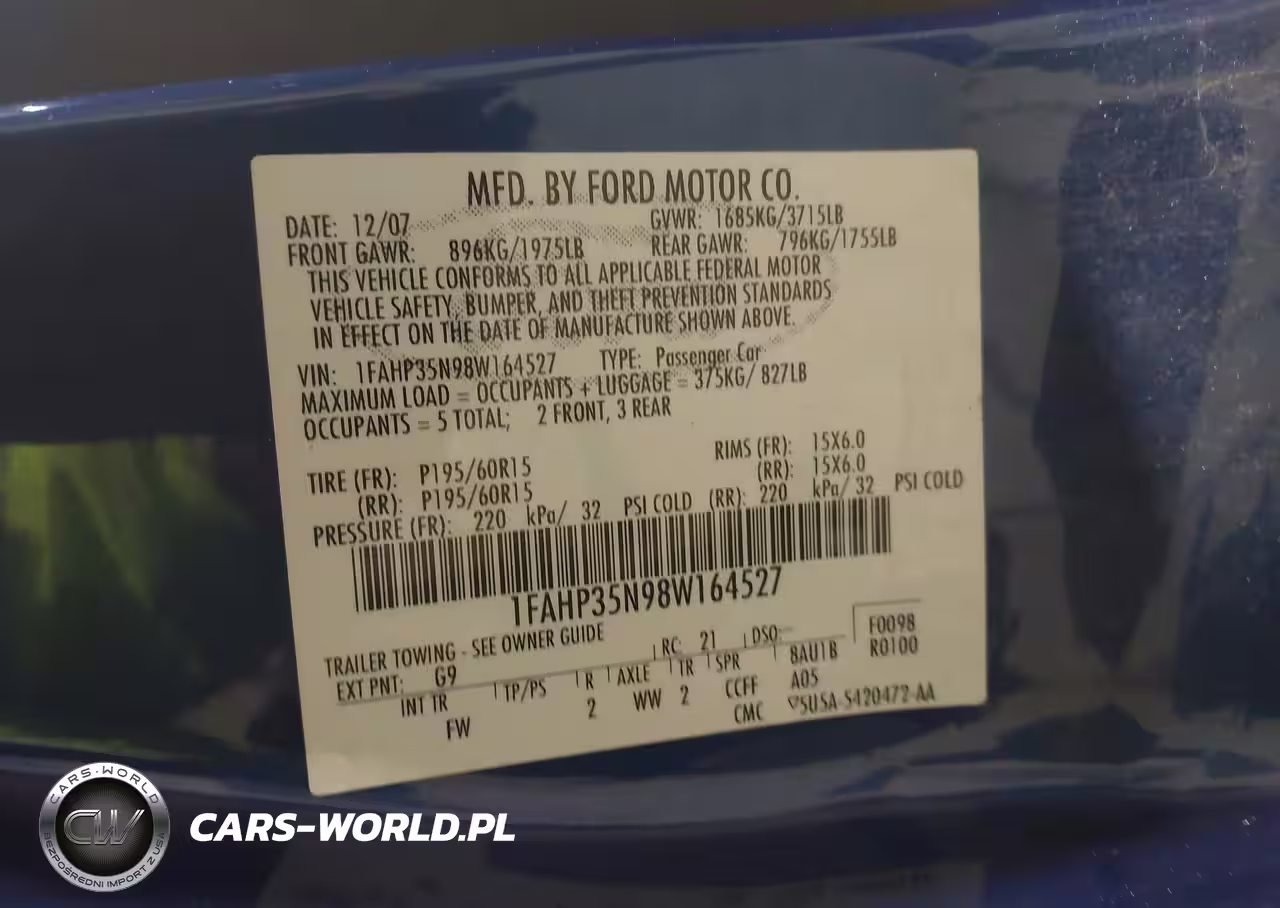 MFD. BY FORD MOTOR CO.
DATE: 12/07 GVWR: 1685KG/3715LB
FRONT GAWR: 896KG/1975LB REAR GAWR: 796KG/1755LB
THIS VEHICLE CONFORMS TO ALL APPLICABLE FEDERAL MOTOR
VEHICLE SAFETY, BUMPER, AND THEFT PREVENTION STANDARDS
IN EFFECT ON THE DATE OF MANUFACTURE SHOWN ABOVE.
VIN: 1FAHP35N98W164527 TYPE: Passenger Car
MAXIMUM LOAD = OCCUPANTS + LUGGAGE = 375KG/ 827LB
OCCUPANTS = 5 TOTAL; 2 FRONT, 3 REAR
TIRE (FR): P195/60R15 RIMS (FR): 15X6.0
(RR): P195/60R15 (RR): 15X6.0
PRESSURE (FR): 220 kPa/ 32 PSI COLD (RR): 220 kPa/ 32 PSI COLD
1FAHP35N98W164527
TRAILER TOWING - SEE OWNER GUIDE
EXT PNT: G9 RC: 21 DSO: F0098
R0100
INT TR TP/PS R AXLE TR SPR 8AU1B
FW 2 WW 2 CCFF A05
CMC ♡5USA-5420472-AA
CARS-WORLD
CW
BEZPOŚREDNI IMPORT Z USA
CARS-WORLD.PL